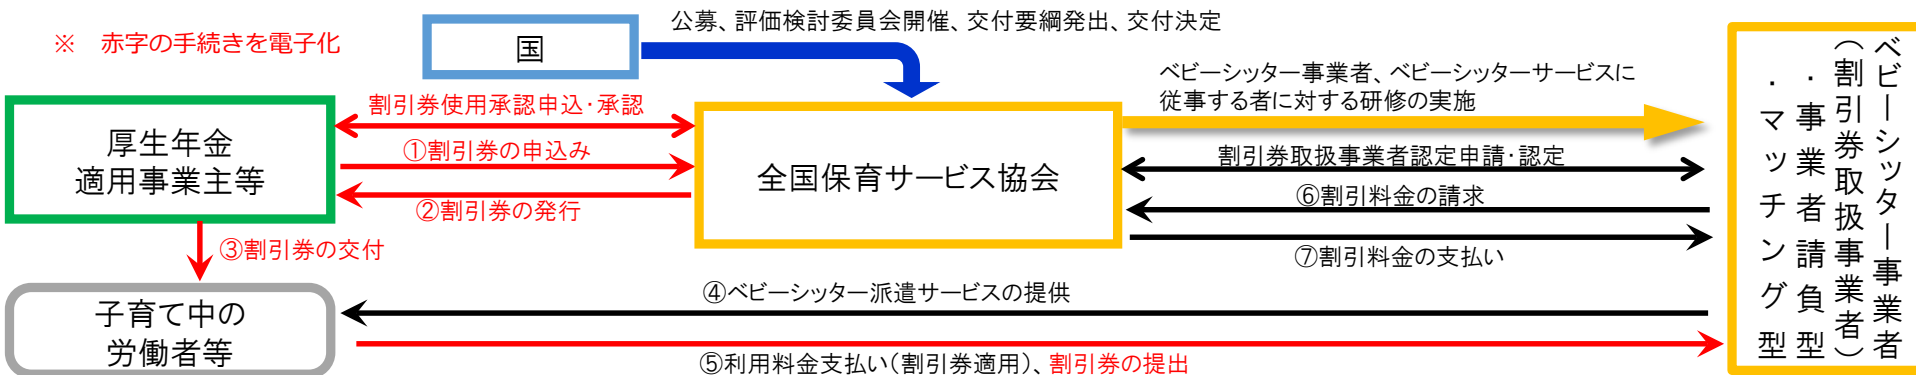 ※　赤字の手続きを電子化
国
公募、評価検討委員会開催、交付要綱発出、交付決定
厚生年金
適用事業主等
割引券使用承認申込・承認
①割引券の申込み
②割引券の発行
③割引券の交付
全国保育サービス協会
ベビーシッター事業者、ベビーシッターサービスに
従事する者に対する研修の実施
割引券取扱事業者認定申請・認定
⑥割引料金の請求
⑦割引料金の支払い
ベビーシッター事業者
（割引券取扱事業者）
・事業者請負型
・マッチング型
子育て中の
労働者等
④ベビーシッター派遣サービスの提供
⑤利用料金支払い（割引券適用）、割引券の提出